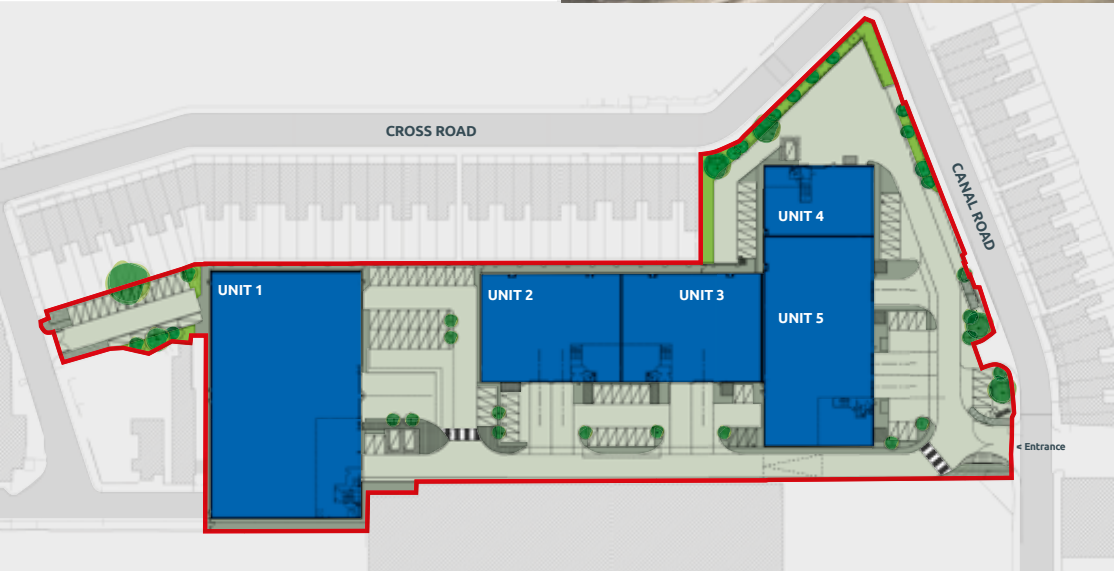 CROSS ROAD
CANAL ROAD
UNIT 4
UNIT 1
UNIT 2
UNIT 3
UNIT 5
< Entrance